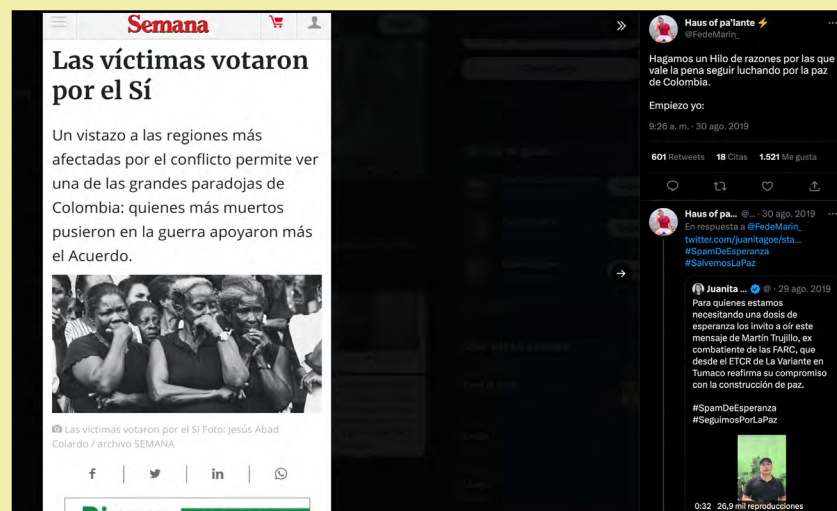 Semana
Las víctimas votaron
por el Sí
Un vistazo a las regiones más
afectadas por el conflicto permite ver
una de las grandes paradojas de
Colombia: quienes más muertos
pusieron en la guerra apoyaron más
el Acuerdo.
Las víctimas votaron por el Sí Foto: Jesús Abad
Colardo / archivo SEMANA
Haus of pa'lante ⚡
@FedeMarin_
Hagamos un Hilo de razones por las que
vale la pena seguir luchando por la paz
de Colombia.
Empiezo yo:
9:26 a. m. · 30 ago. 2019
601 Retweets 18 Citas 1.521 Me gusta
Haus of pa... @... · 30 ago. 2019
En respuesta a @FedeMarin_
twitter.com/juanitagoe/sta...
#SpamDeEsperanza
#SalvemosLaPaz
Juanita ... @ · 29 ago. 2019
Para quienes estamos
necesitando una dosis de
esperanza los invito a oír este
mensaje de Martín Trujillo, ex
combatiente de las FARC, que
desde el ETCR de La Variante en
Tumaco reafirma su compromiso
con la construcción de paz.
#SpamDeEsperanza
#SeguimosPorLaPaz
0:32 26,9 mil reproducciones